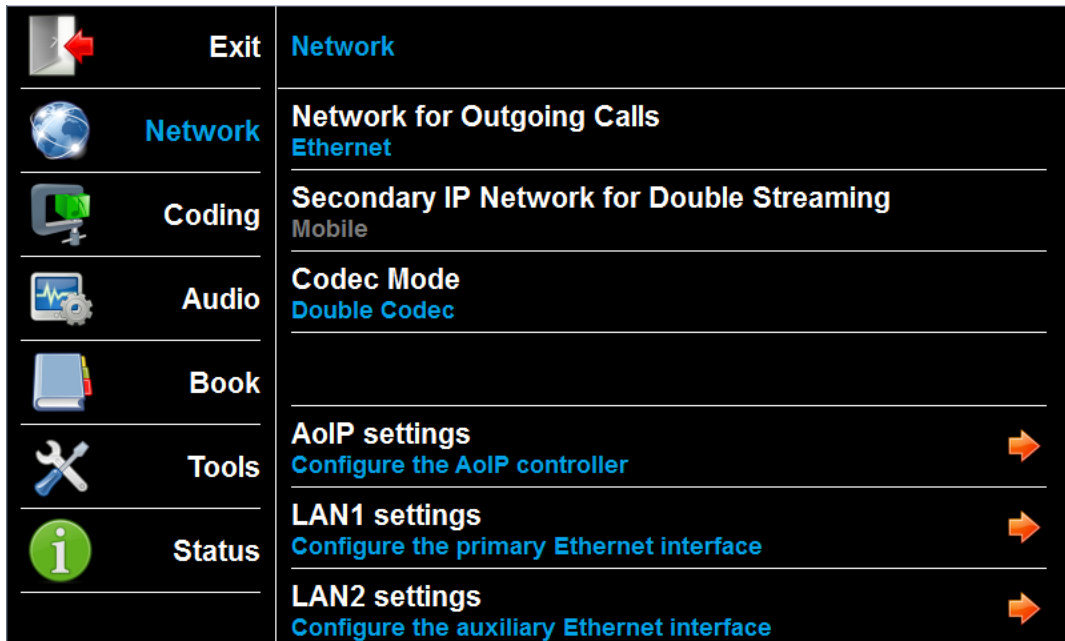 Exit
Network
Coding
Audio
Book
Tools
Status
Network
Network for Outgoing Calls
Ethernet
Secondary IP Network for Double Streaming
Mobile
Codec Mode
Double Codec
AoIP settings
Configure the AoIP controller
LAN1 settings
Configure the primary Ethernet interface
LAN2 settings
Configure the auxiliary Ethernet interface